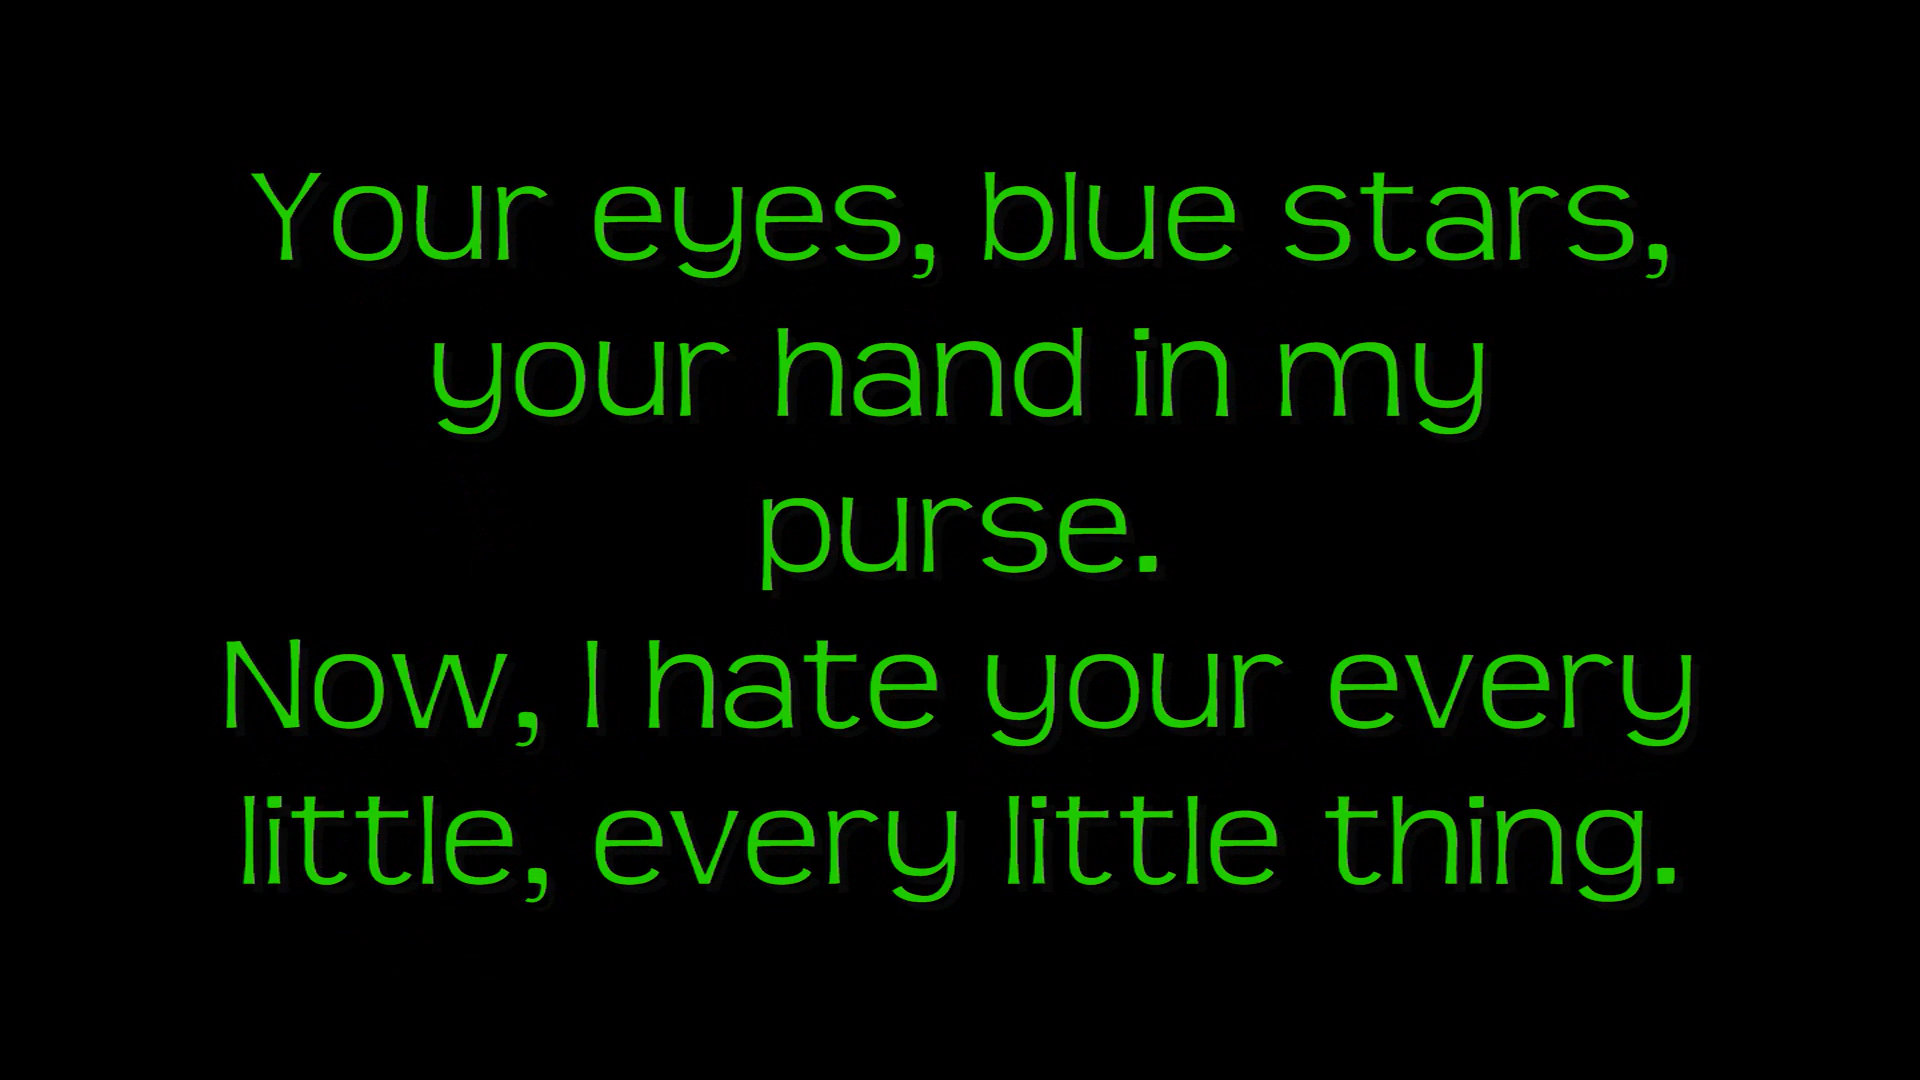 Your eyes, blue stars,
your hand in my
purse.
Now, I hate your every
little, every little thing.